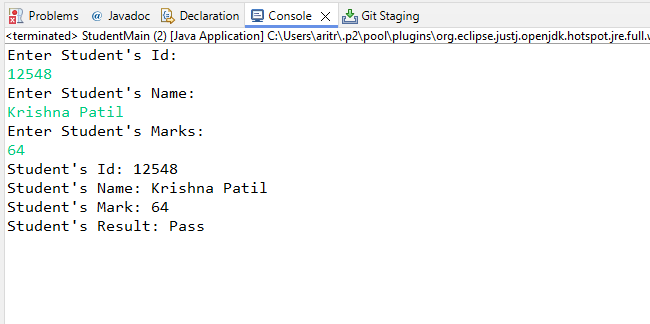 Problems @ Javadoc Declaration Console Git Staging
<terminated> StudentMain (2) [Java Application] C:\Users\aritr\.p2\pool\plugins\org.eclipse.justj.openjdk.hotspot.jre.full.
Enter Student's Id:
12548
Enter Student's Name:
Krishna Patil
Enter Student's Marks:
64
Student's Id: 12548
Student's Name: Krishna Patil
Student's Mark: 64
Student's Result: Pass